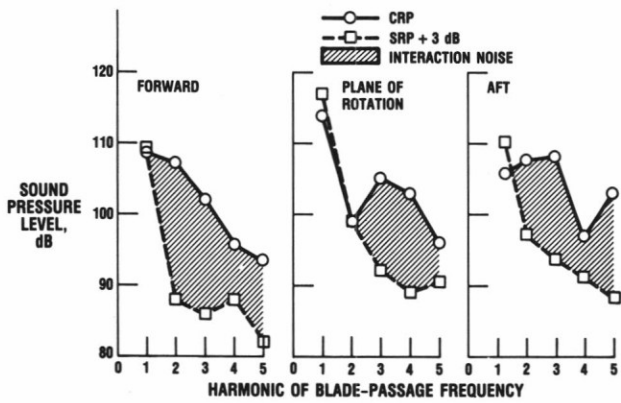 CRP
SRP + 3 dB
INTERACTION NOISE
FORWARD
PLANE OF
ROTATION
AFT
SOUND
PRESSURE
LEVEL,
dB
120
110
100
90
80
0 1 2 3 4 5 0 1 2 3 4 5 0 1 2 3 4 5
HARMONIC OF BLADE-PASSAGE FREQUENCY